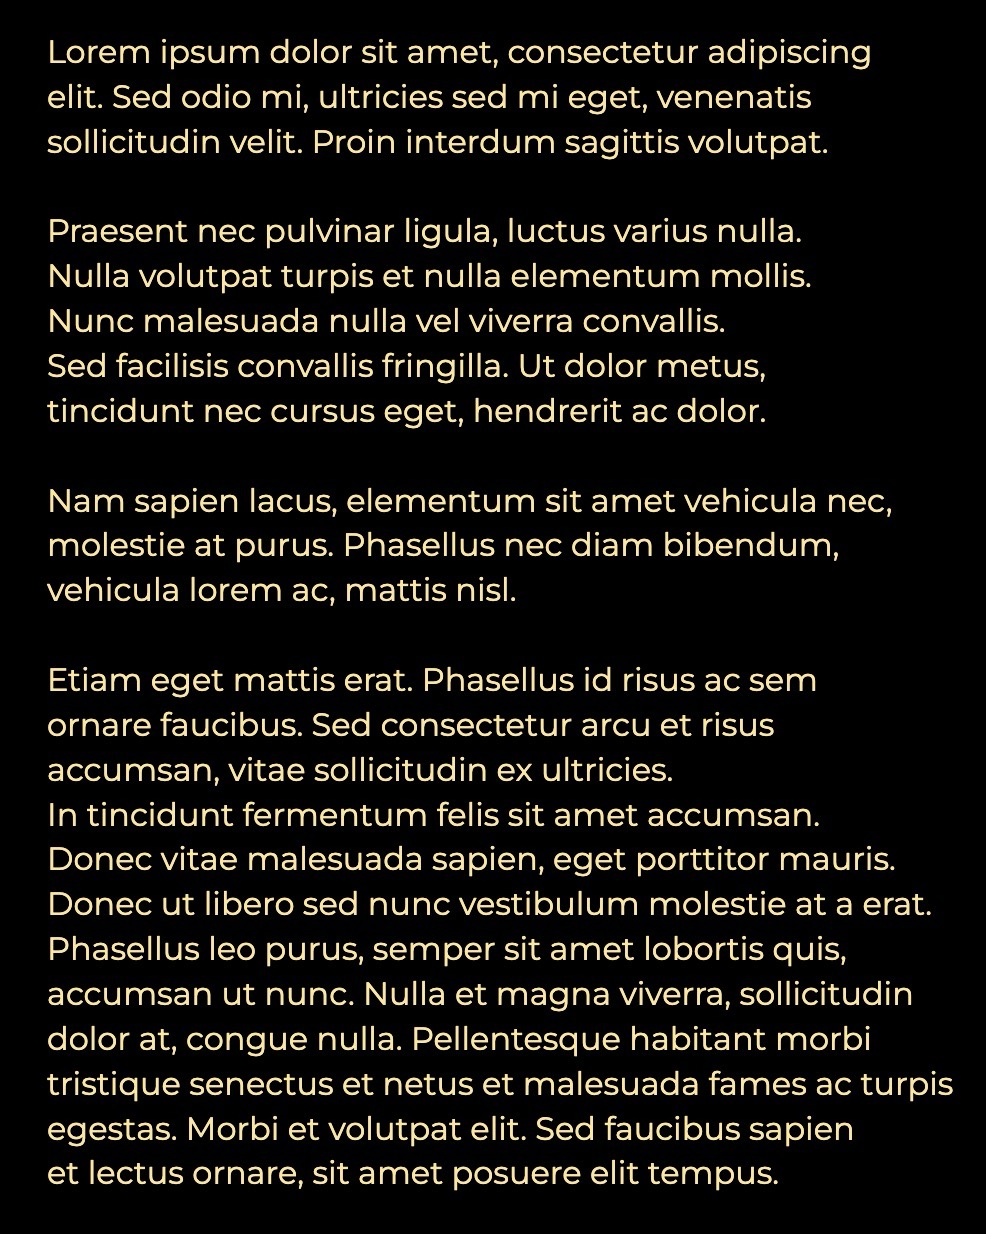 Lorem ipsum dolor sit amet, consectetur adipiscing
elit. Sed odio mi, ultricies sed mi eget, venenatis
sollicitudin velit. Proin interdum sagittis volutpat.

Praesent nec pulvinar ligula, luctus varius nulla.
Nulla volutpat turpis et nulla elementum mollis.
Nunc malesuada nulla vel viverra convallis.
Sed facilisis convallis fringilla. Ut dolor metus,
tincidunt nec cursus eget, hendrerit ac dolor.

Nam sapien lacus, elementum sit amet vehicula nec,
molestie at purus. Phasellus nec diam bibendum,
vehicula lorem ac, mattis nisl.

Etiam eget mattis erat. Phasellus id risus ac sem
ornare faucibus. Sed consectetur arcu et risus
accumsan, vitae sollicitudin ex ultricies.
In tincidunt fermentum felis sit amet accumsan.
Donec vitae malesuada sapien, eget porttitor mauris.
Donec ut libero sed nunc vestibulum molestie at a erat.
Phasellus leo purus, semper sit amet lobortis quis,
accumsan ut nunc. Nulla et magna viverra, sollicitudin
dolor at, congue nulla. Pellentesque habitant morbi
tristique senectus et netus et malesuada fames ac turpis
egestas. Morbi et volutpat elit. Sed faucibus sapien
et lectus ornare, sit amet posuere elit tempus.